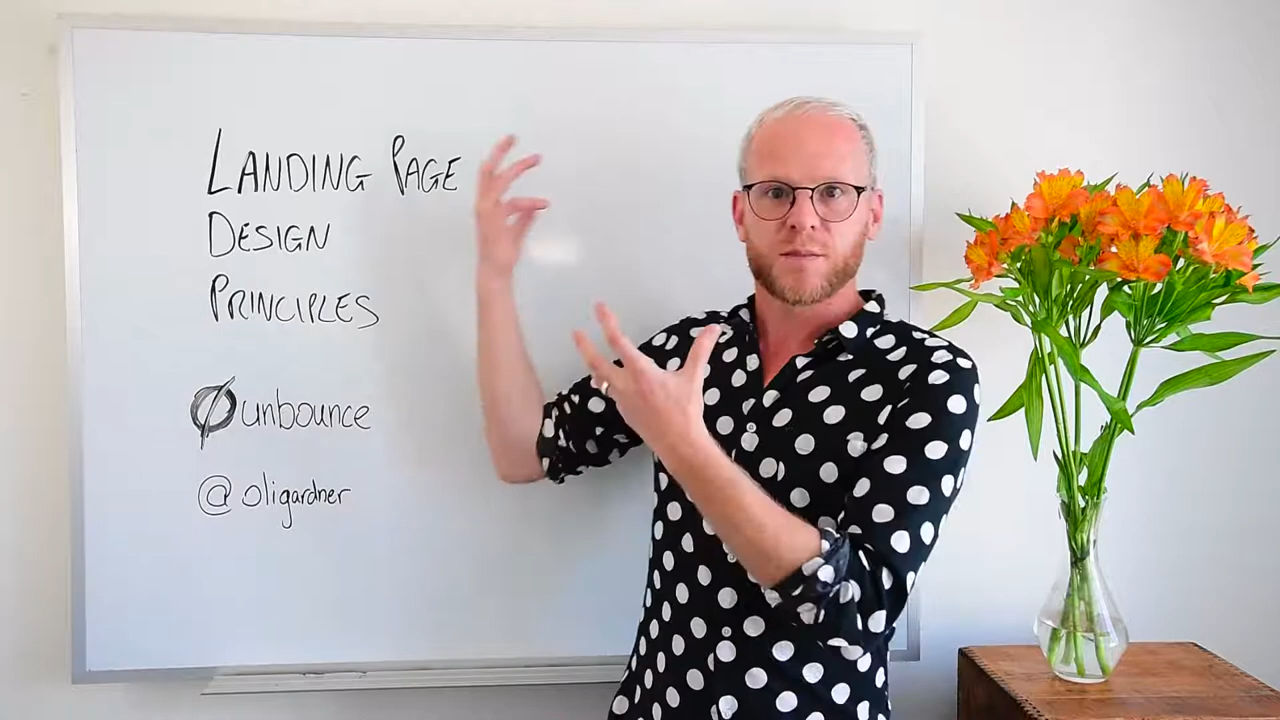 LANDING PAGE
DESIGN
PRINCIPLES
unbounce
@oligardner